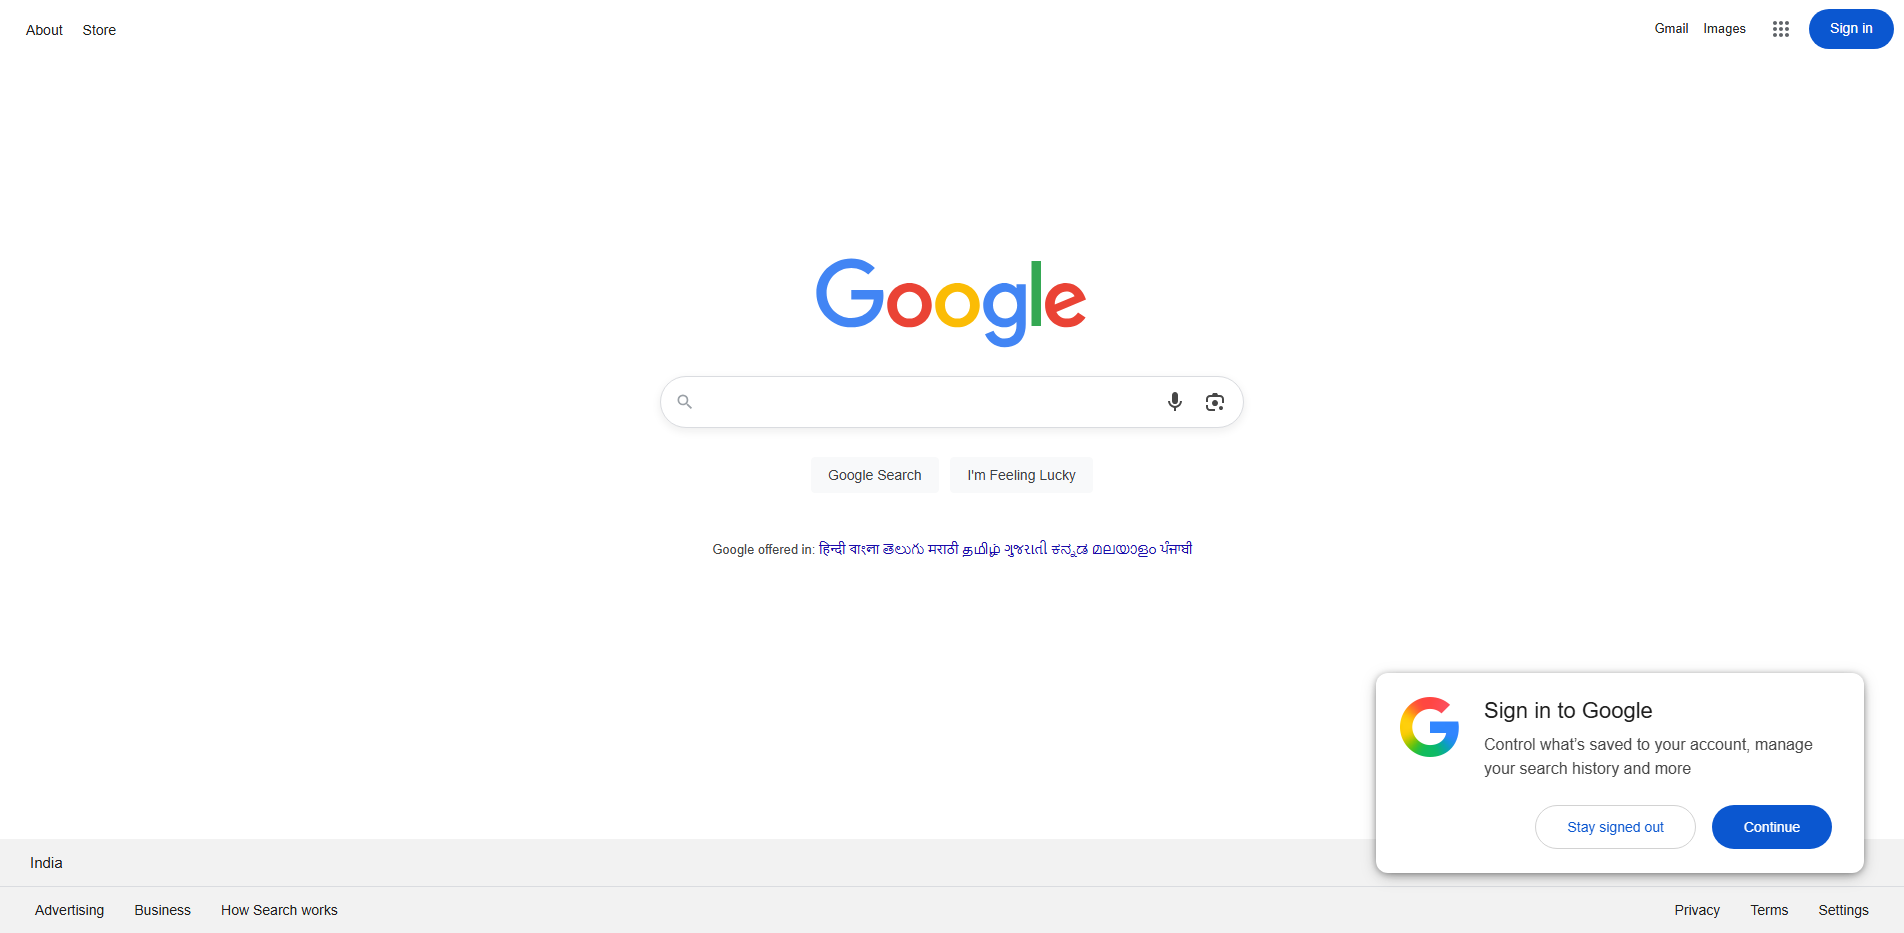 About Store
Gmail Images Sign in
Google
Google Search I'm Feeling Lucky
Google offered in: हिन्दी বাংলা తెలుగు मराठी தமிழ் ગુજરાતી ಕನ್ನಡ മലയാളം ਪੰਜਾਬੀ
Sign in to Google
Control what’s saved to your account, manage
your search history and more
Stay signed out Continue
India
Advertising Business How Search works
Privacy Terms Settings